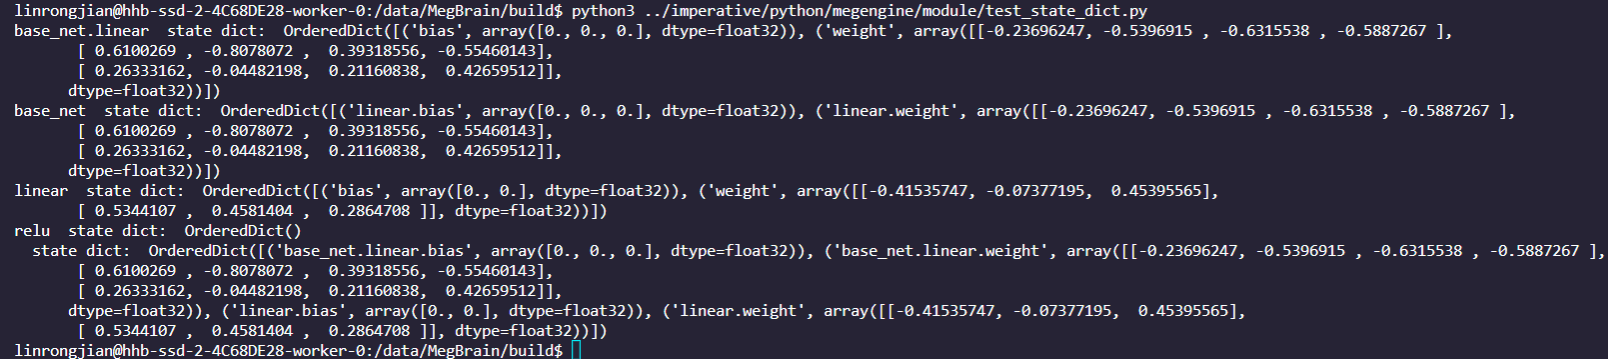 linrongjian@hhb-ssd-2-4C68DE28-worker-0:/data/MegBrain/build$ python3 ../imperative/python/megengine/module/test_state_dict.py
base_net.linear  state dict:  OrderedDict([('bias', array([0., 0., 0.], dtype=float32)), ('weight', array([[-0.23696247, -0.5396915 , -0.6315538 , -0.5887267 ],
       [ 0.6100269 , -0.8078072 ,  0.39318556, -0.55460143],
       [ 0.26333162, -0.04482198,  0.21160838,  0.42659512]],
      dtype=float32))])
base_net  state dict:  OrderedDict([('linear.bias', array([0., 0., 0.], dtype=float32)), ('linear.weight', array([[-0.23696247, -0.5396915 , -0.6315538 , -0.5887267 ],
       [ 0.6100269 , -0.8078072 ,  0.39318556, -0.55460143],
       [ 0.26333162, -0.04482198,  0.21160838,  0.42659512]],
      dtype=float32))])
linear  state dict:  OrderedDict([('bias', array([0., 0.], dtype=float32)), ('weight', array([[-0.41535747, -0.07377195,  0.45395565],
       [ 0.5344107 ,  0.4581404 ,  0.2864708 ]], dtype=float32))])
relu  state dict:  OrderedDict()
  state dict:  OrderedDict([('base_net.linear.bias', array([0., 0., 0.], dtype=float32)), ('base_net.linear.weight', array([[-0.23696247, -0.5396915 , -0.6315538 , -0.5887267 ],
       [ 0.6100269 , -0.8078072 ,  0.39318556, -0.55460143],
       [ 0.26333162, -0.04482198,  0.21160838,  0.42659512]],
      dtype=float32)), ('linear.bias', array([0., 0.], dtype=float32)), ('linear.weight', array([[-0.41535747, -0.07377195,  0.45395565],
       [ 0.5344107 ,  0.4581404 ,  0.2864708 ]], dtype=float32))])
linrongjian@hhb-ssd-2-4C68DE28-worker-0:/data/MegBrain/build$